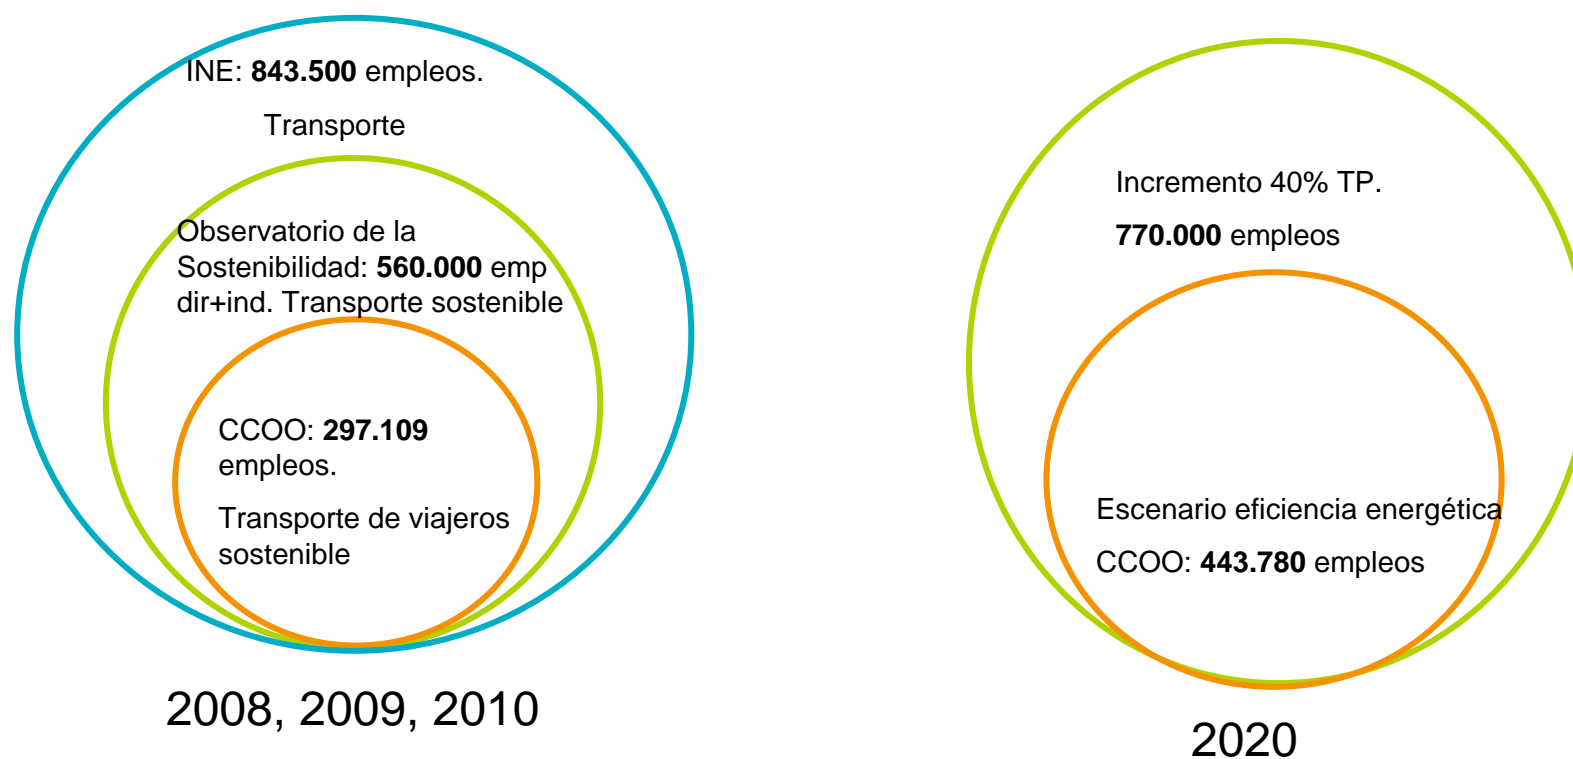 INE: 843.500 empleos.
Transporte
Observatorio de la
Sostenibilidad: 560.000 emp
dir+ind. Transporte sostenible
CCOO: 297.109
empleos.
Transporte de viajeros
sostenible
2008, 2009, 2010
Incremento 40% TP.
770.000 empleos
Escenario eficiencia energética
CCOO: 443.780 empleos
2020